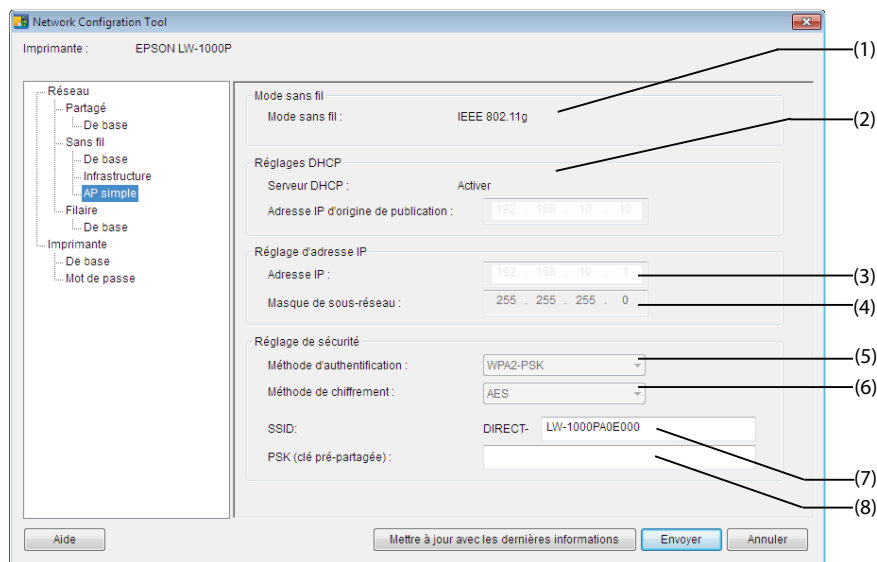 Network Configration Tool
Imprimante : EPSON LW-1000P
Réseau
Partagé
De base
Sans fil
De base
Infrastructure
AP simple
Filaire
De base
Imprimante
De base
Mot de passe
Mode sans fil
Mode sans fil : IEEE 802.11g
Réglages DHCP
Serveur DHCP : Activer
Adresse IP d'origine de publication : 192 . 168 . 10 . 10
Réglage d'adresse IP
Adresse IP : 192 . 168 . 10 . 1
Masque de sous-réseau : 255 . 255 . 255 . 0
Réglage de sécurité
Méthode d'authentification : WPA2-PSK
Méthode de chiffrement : AES
SSID: DIRECT- LW-1000PA0E000
PSK (clé pré-partagée) :
Aide
Mettre à jour avec les dernières informations
Envoyer
Annuler
(1)
(2)
(3)
(4)
(5)
(6)
(7)
(8)